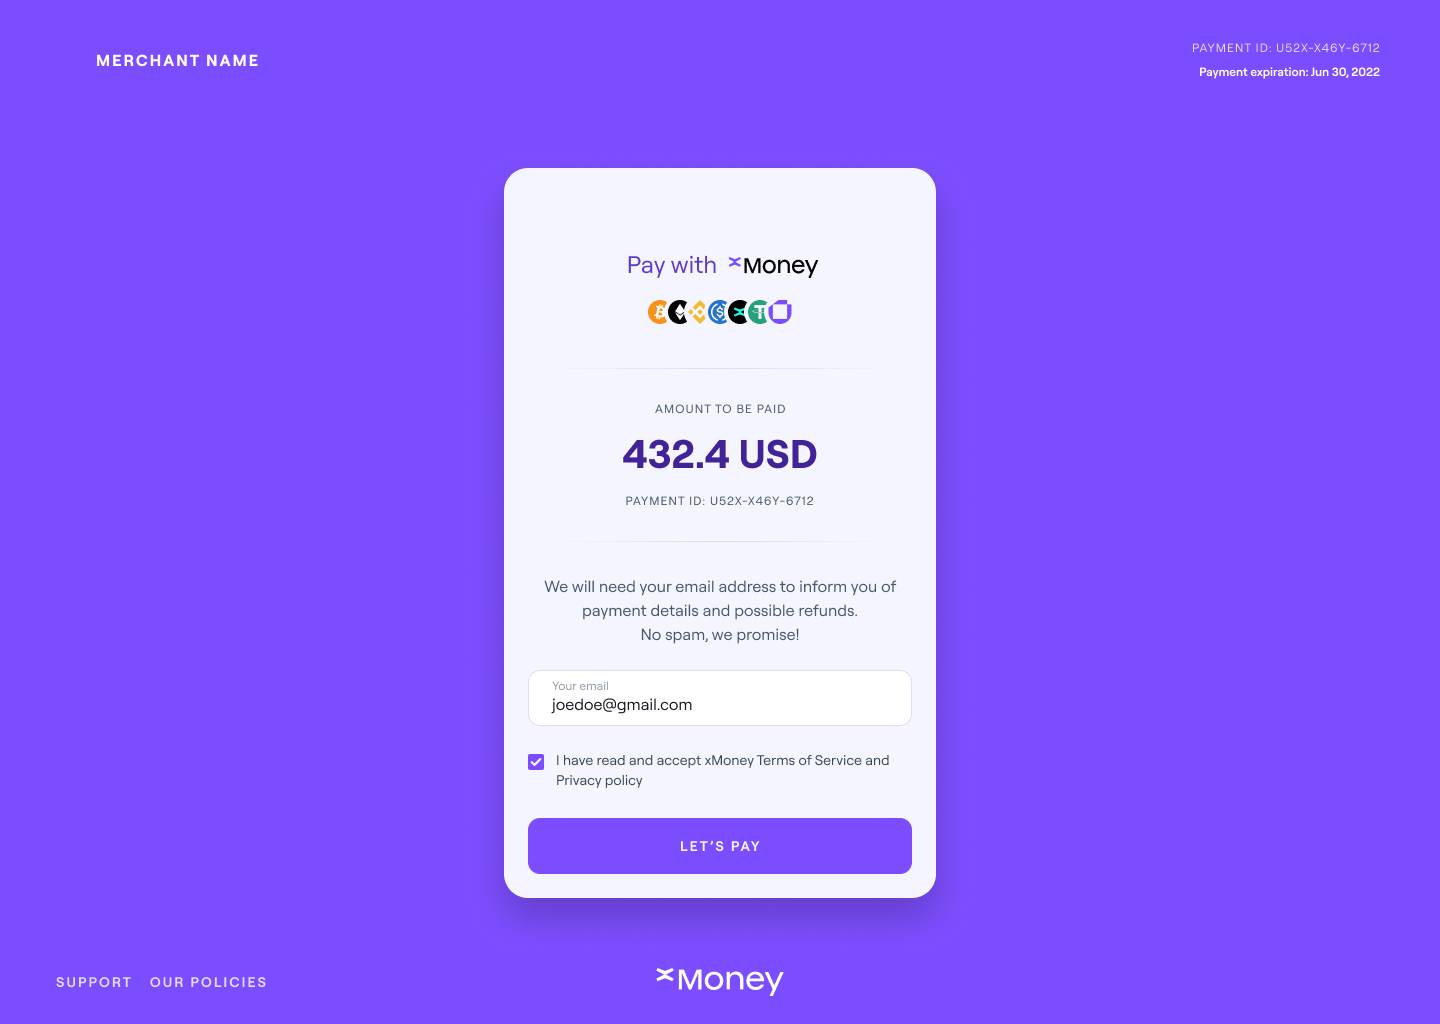 MERCHANT NAME
PAYMENT ID: U52X-X46Y-6712
Payment expiration: Jun 30, 2022
Pay with xMoney
AMOUNT TO BE PAID
432.4 USD
PAYMENT ID: U52X-X46Y-6712
We will need your email address to inform you of
payment details and possible refunds.
No spam, we promise!
Your email
joedoe@gmail.com
I have read and accept xMoney Terms of Service and
Privacy policy
LET’S PAY
SUPPORT OUR POLICIES
xMoney